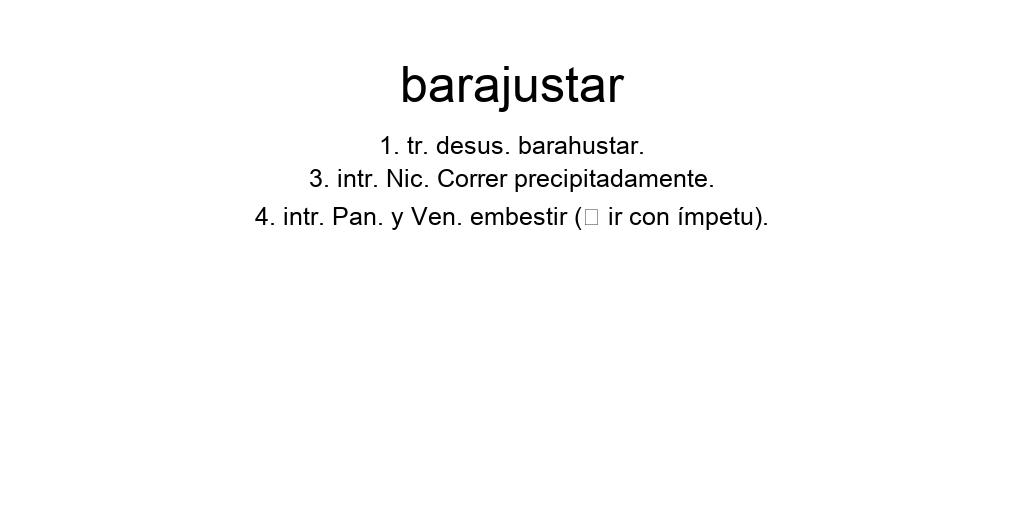 barajustar
1. tr. desus. barahustar.
3. intr. Nic. Correr precipitadamente.
4. intr. Pan. y Ven. embestir (□ ir con ímpetu).